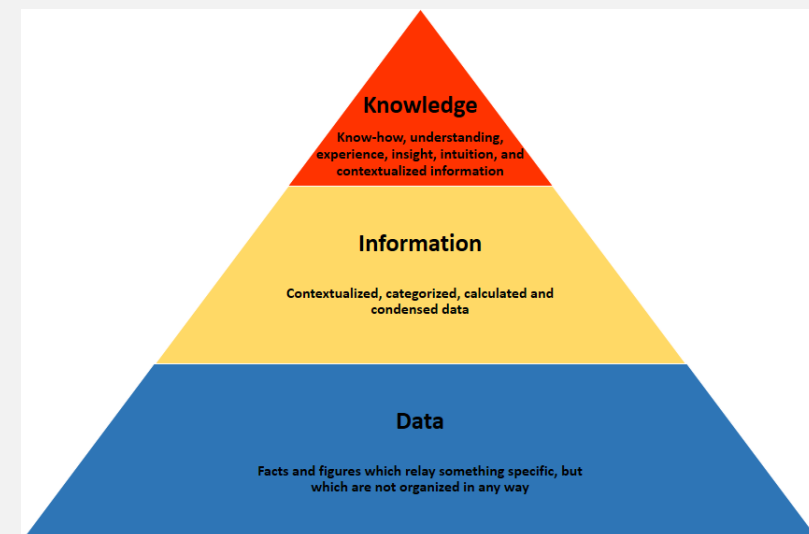 Knowledge
Know-how, understanding,
experience, insight, intuition, and
contextualized information
Information
Contextualized, categorized, calculated and
condensed data
Data
Facts and figures which relay something specific, but
which are not organized in any way